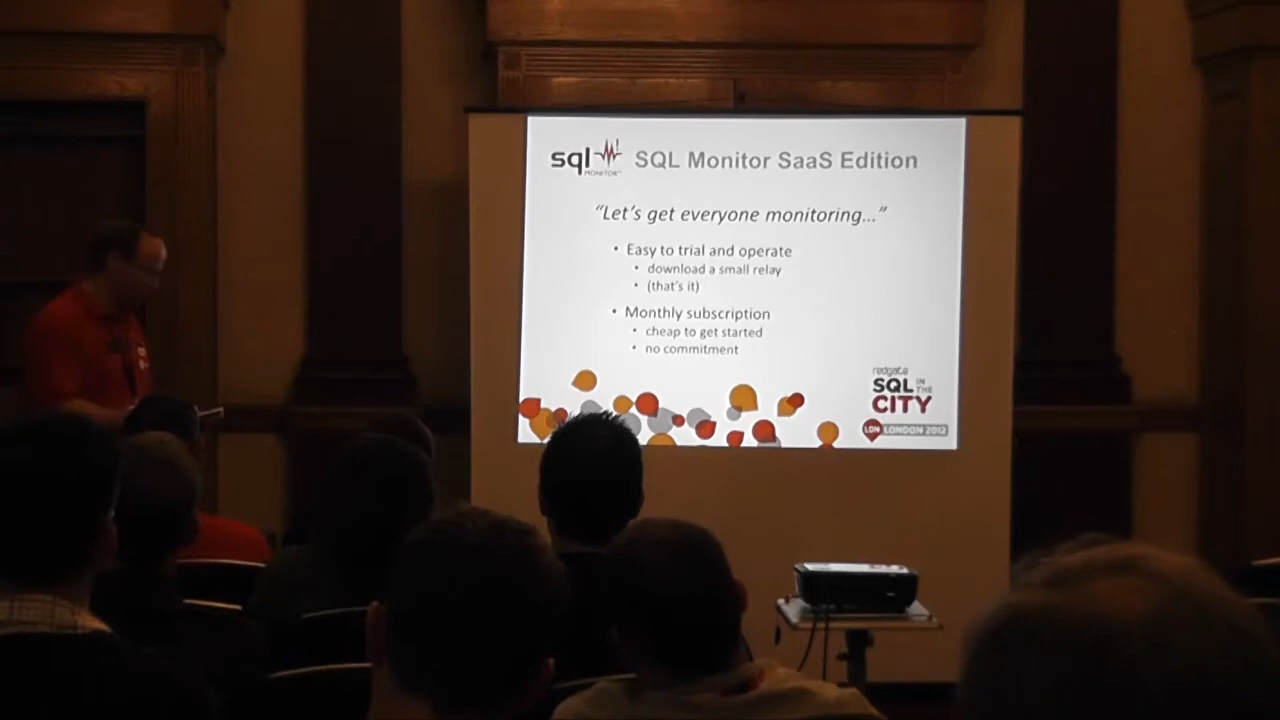 sql MONITOR
SQL Monitor SaaS Edition
“Let’s get everyone monitoring...”
• Easy to trial and operate
• download a small relay
• (that’s it)
• Monthly subscription
• cheap to get started
• no commitment
redgate
SQL IN THE
CITY
LDN LONDON 2012